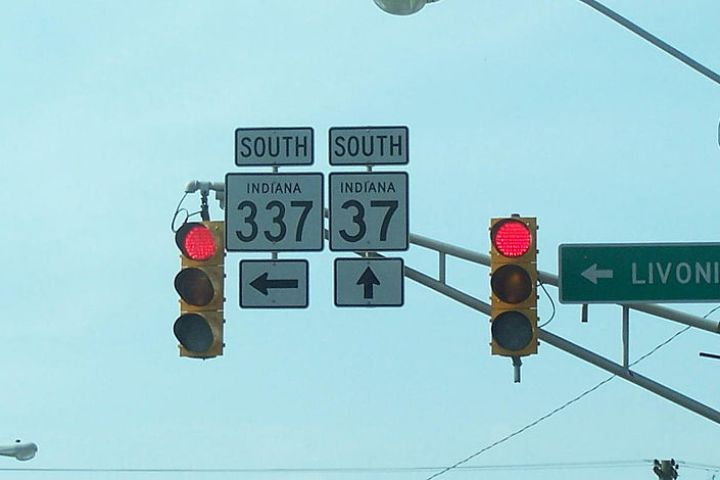 SOUTH
INDIANA
337
SOUTH
INDIANA
37
LIVONI